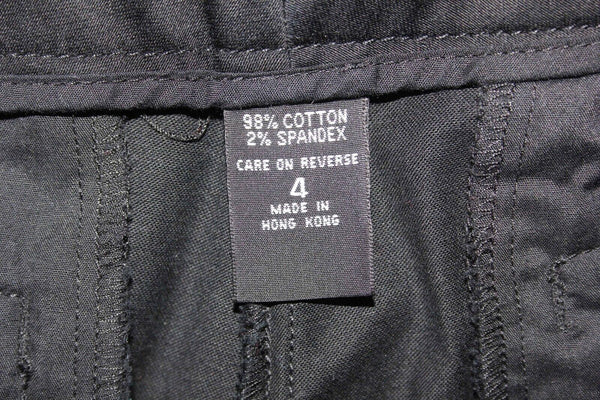 98% COTTON
2% SPANDEX
CARE ON REVERSE
4
MADE IN
HONG KONG